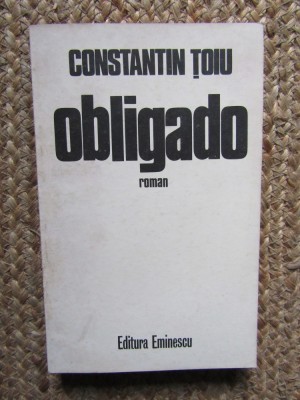 CONSTANTIN ȚOIU
obligado
roman
Editura Eminescu